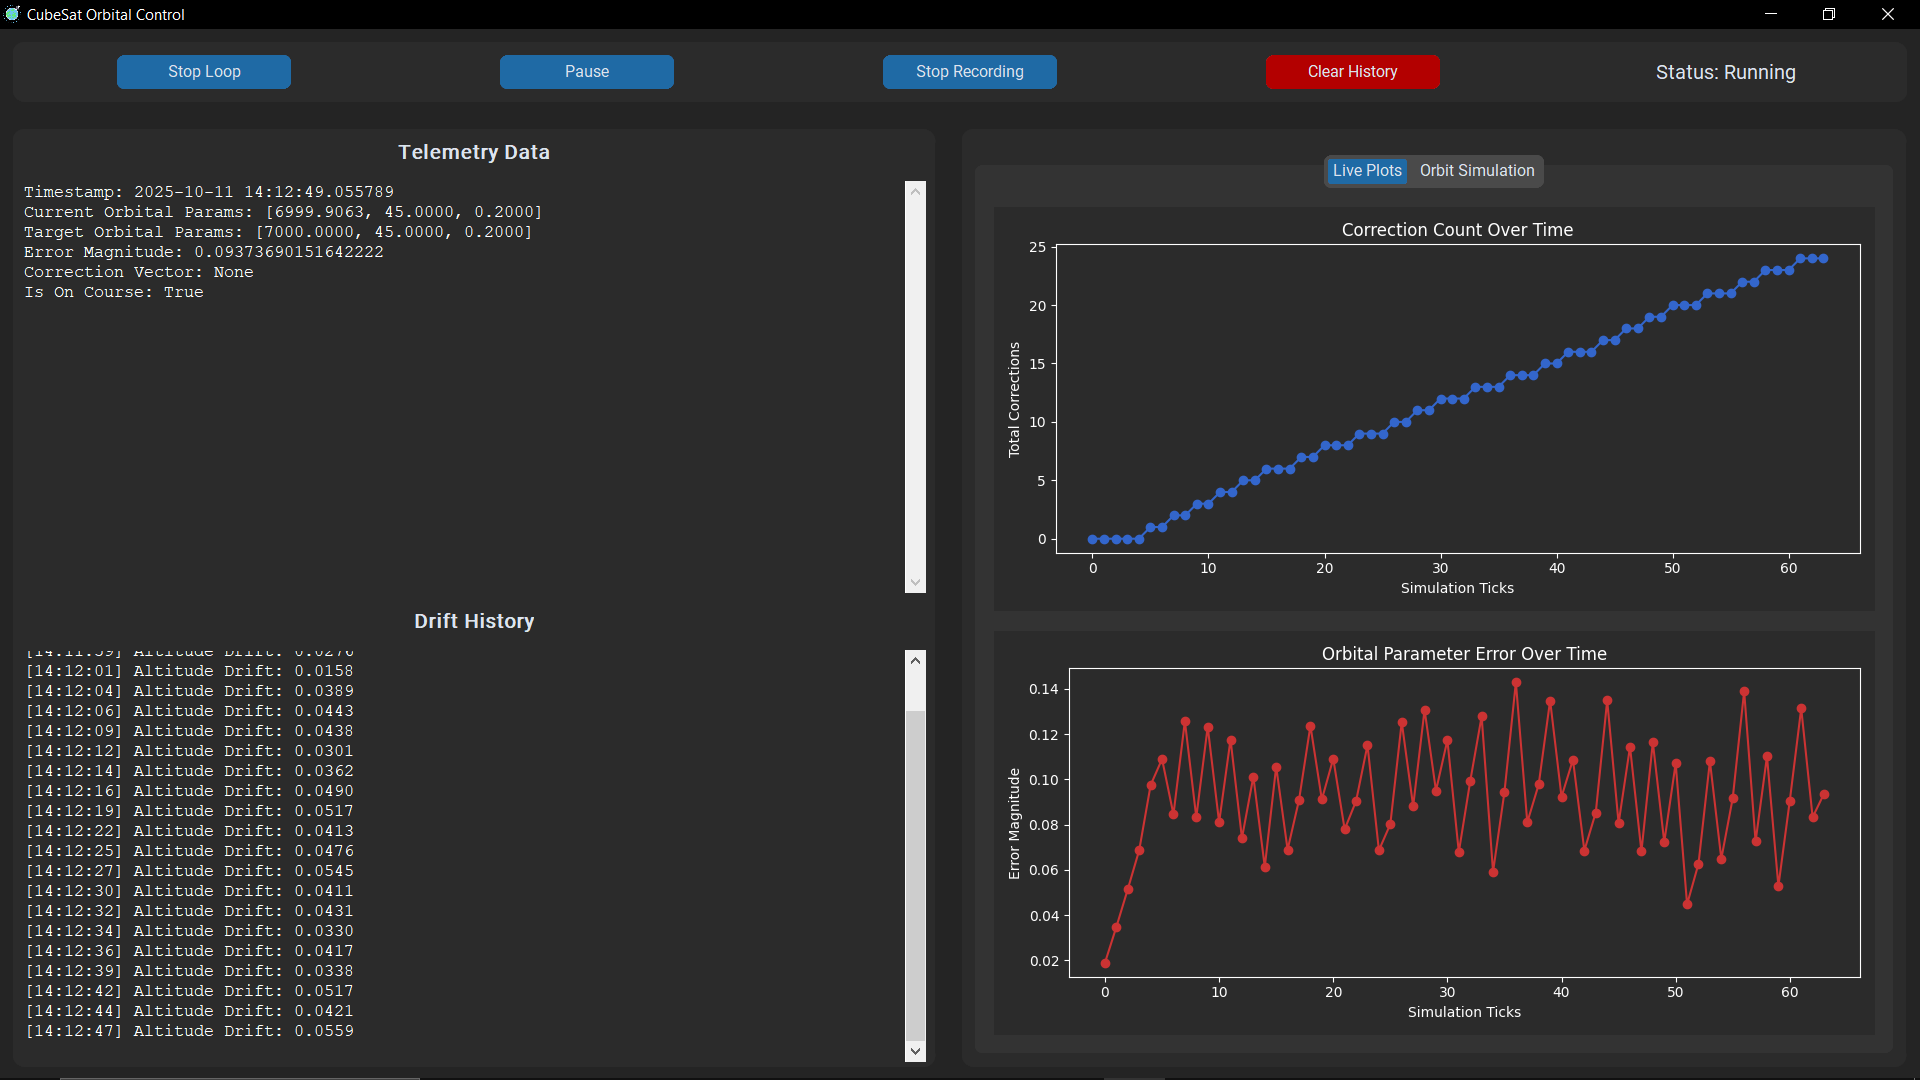 CubeSat Orbital Control
Stop Loop
Pause
Stop Recording
Clear History
Status: Running
Telemetry Data
Timestamp: 2025-10-11 14:12:49.055789
Current Orbital Params: [6999.9063, 45.0000, 0.2000]
Target Orbital Params: [7000.0000, 45.0000, 0.2000]
Error Magnitude: 0.09373690151642222
Correction Vector: None
Is On Course: True
Drift History
[14:11:59] Altitude Drift: 0.0276
[14:12:01] Altitude Drift: 0.0158
[14:12:04] Altitude Drift: 0.0389
[14:12:06] Altitude Drift: 0.0443
[14:12:09] Altitude Drift: 0.0438
[14:12:12] Altitude Drift: 0.0301
[14:12:14] Altitude Drift: 0.0362
[14:12:16] Altitude Drift: 0.0490
[14:12:19] Altitude Drift: 0.0517
[14:12:22] Altitude Drift: 0.0413
[14:12:25] Altitude Drift: 0.0476
[14:12:27] Altitude Drift: 0.0545
[14:12:30] Altitude Drift: 0.0411
[14:12:32] Altitude Drift: 0.0431
[14:12:34] Altitude Drift: 0.0330
[14:12:36] Altitude Drift: 0.0417
[14:12:39] Altitude Drift: 0.0338
[14:12:42] Altitude Drift: 0.0517
[14:12:44] Altitude Drift: 0.0421
[14:12:47] Altitude Drift: 0.0559
Live Plots
Orbit Simulation
Correction Count Over Time
25
20
15
10
5
0
Total Corrections
0 10 20 30 40 50 60
Simulation Ticks
Orbital Parameter Error Over Time
0.14
0.12
0.10
0.08
0.06
0.04
0.02
Error Magnitude
0 10 20 30 40 50 60
Simulation Ticks